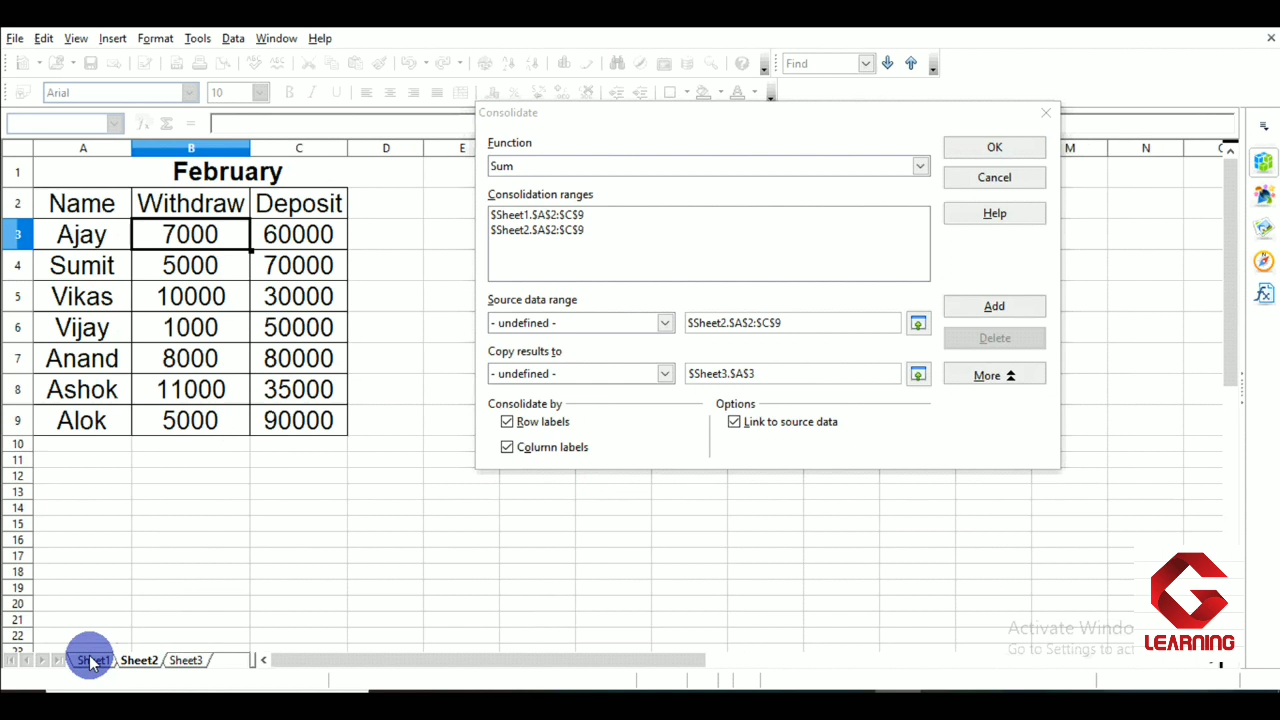 File Edit View Insert Format Tools Data Window Help
Find
Arial 10
Consolidate
Function
Sum
OK
Cancel
Consolidation ranges
$Sheet1.$A$2:$C$9
$Sheet2.$A$2:$C$9
Help
Source data range
- undefined - $Sheet2.$A$2:$C$9
Add
Delete
Copy results to
- undefined - $Sheet3.$A$3
More
Consolidate by Options
Row labels Link to source data
Column labels
A B C D E M N
1 February
2 Name Withdraw Deposit
3 Ajay 7000 60000
4 Sumit 5000 70000
5 Vikas 10000 30000
6 Vijay 1000 50000
7 Anand 8000 80000
8 Ashok 11000 35000
9 Alok 5000 90000
10
11
12
13
14
15
16
17
18
19
20
21
22
Activate Windo
Go to Settings to act
LEARNING
Sheet1 Sheet2 Sheet3